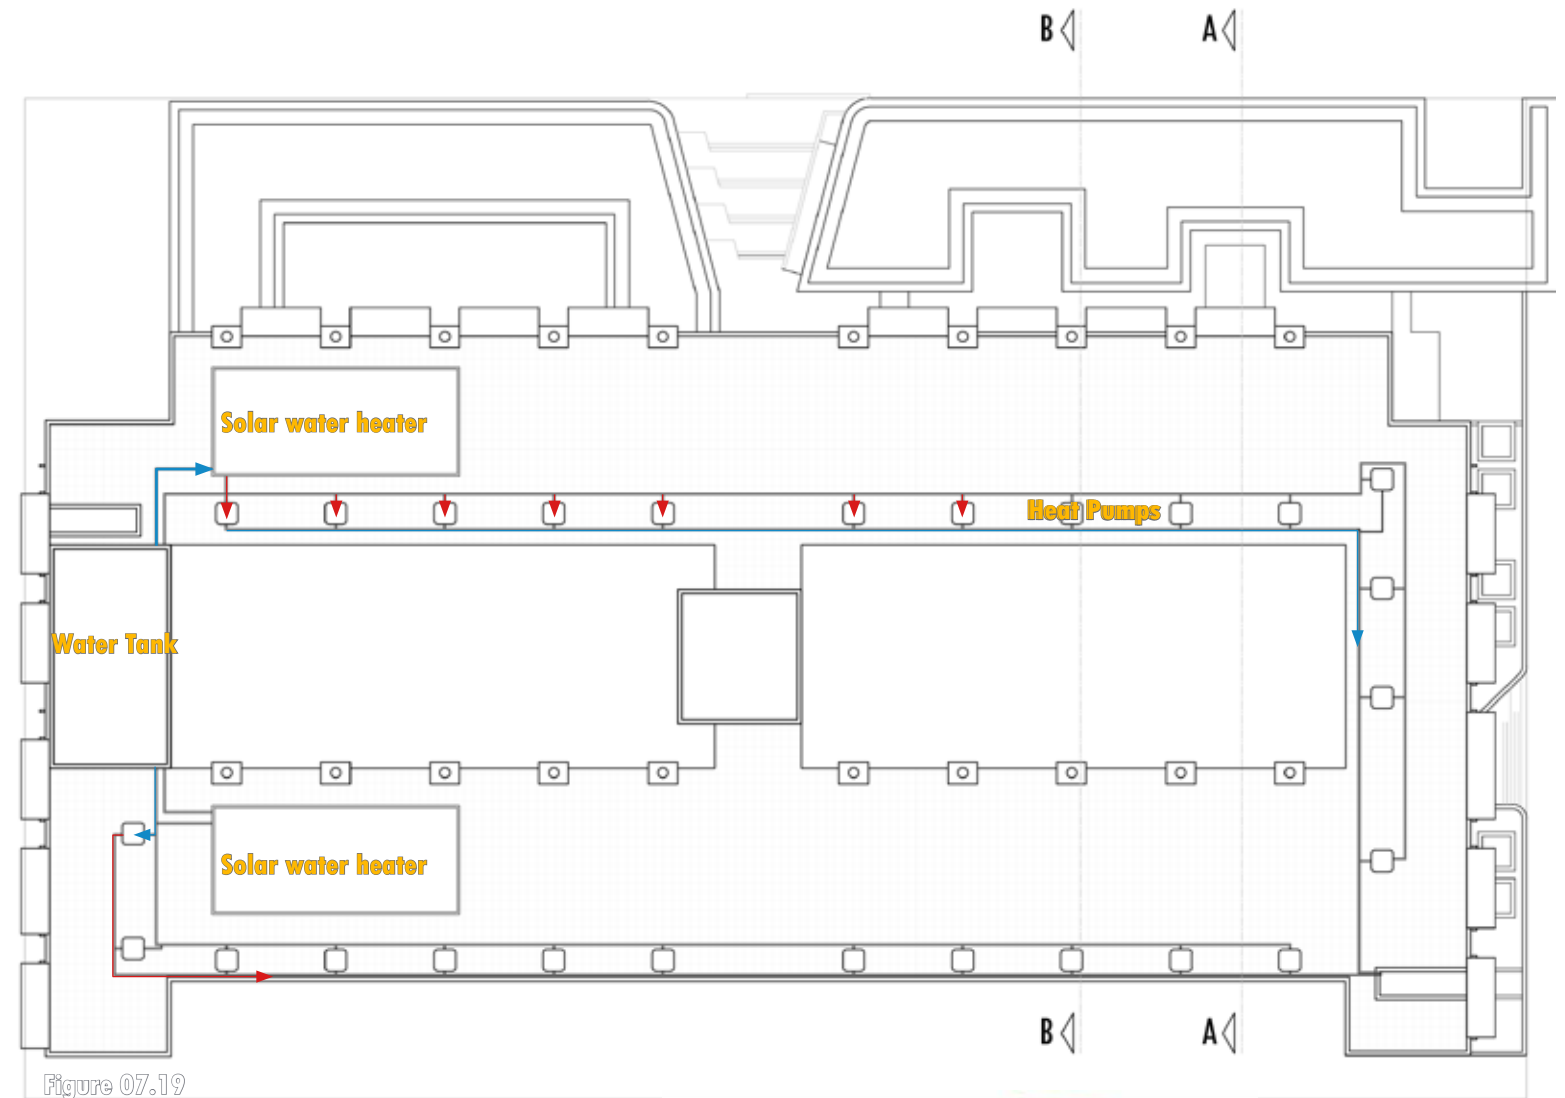 B A
Solar water heater
Heat Pumps
Water Tank
Solar water heater
B A
Figure 07.19